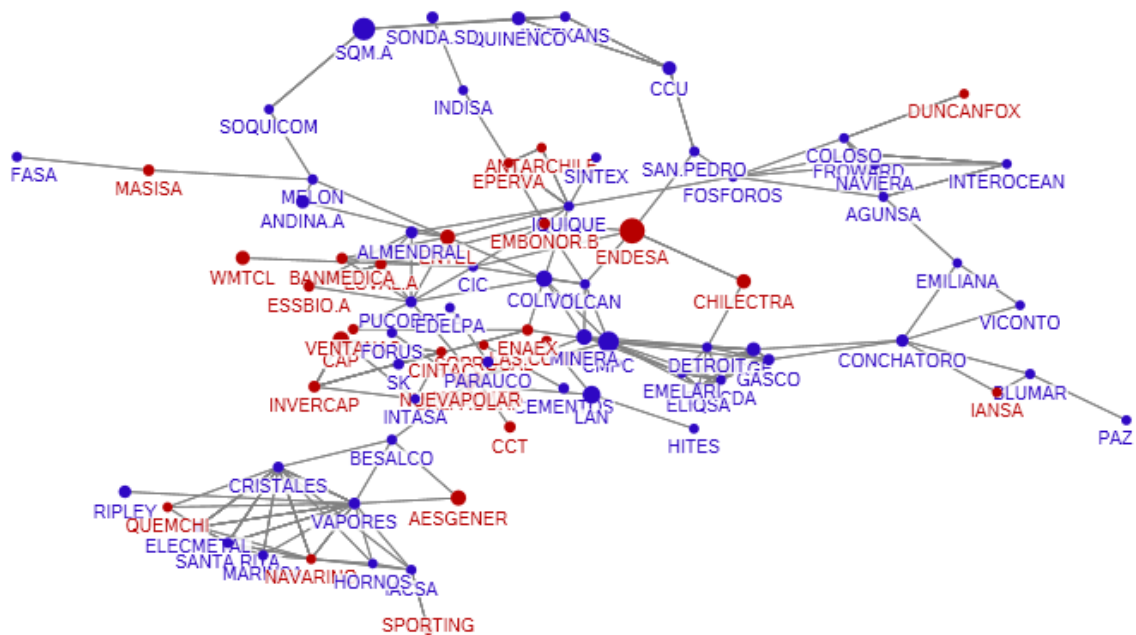 SQM.A
SONDA.SD
QUINENCO
CCU
INDISA
DUNCANFOX
SOQUICOM
COLOSO
FASA
MASISA
ANTARCHILE
SINTEX
SAN.PEDRO
FROWARD
NAVIERA
INTEROCEAN
EPERVA
MELON
FOSFOROS
ANDINA.A
IQUIQUE
AGUNSA
EMBONOR.B
ENDESA
ALMENDRAL
WMTCL
BANMEDICA
CIC
EMILIANA
ESSBIO.A
VOLCAN
CHILECTRA
EDELPA
VICONTO
VENTANAS
FORUS
ENAEX
MINERA
CAP
DETROIT
CONCHATORO
SK
PARAUCO
GASCO
INVERCAP
NUEVAPOLAR
CEMENTOS
EMELARI
ELIQSA
IANSA
BLUMAR
INTASA
LAN
HITES
PAZ
CCT
BESALCO
CRISTALES
RIPLEY
QUEMCHI
VAPORES
AESGENER
ELECMETAL
SANTA RITA
NAVARINO
HORNOS
SPORTING